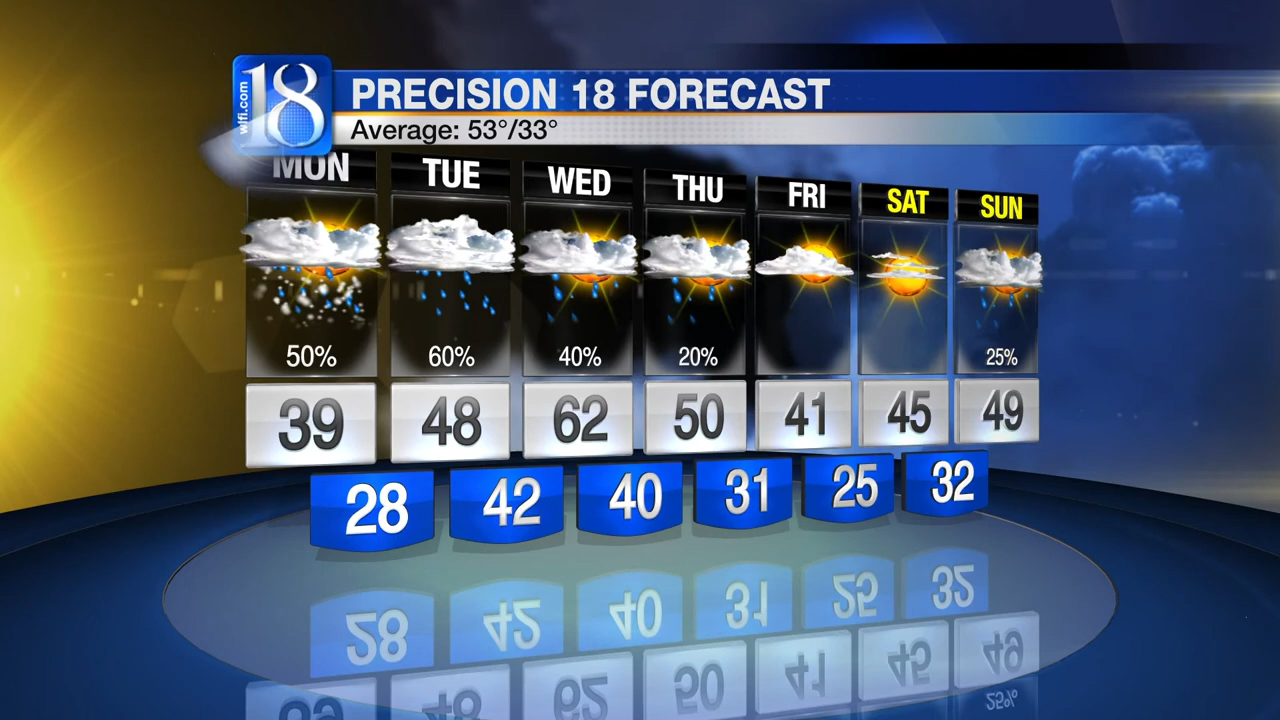 wlfi.com
18
PRECISION 18 FORECAST
Average: 53°/33°
MON TUE WED THU FRI SAT SUN
50% 60% 40% 20% 25%
39 48 62 50 41 45 49
28 42 40 31 25 32